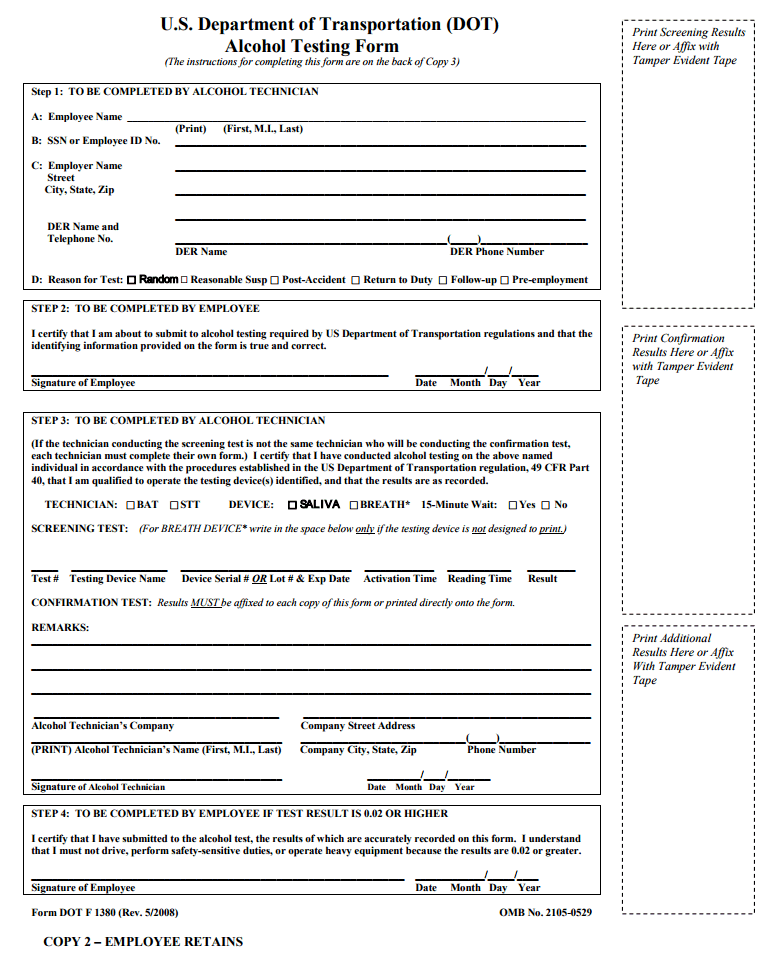 U.S. Department of Transportation (DOT)
Alcohol Testing Form
(The instructions for completing this form are on the back of Copy 3)
Print Screening Results
Here or Affix with
Tamper Evident Tape
Step 1: TO BE COMPLETED BY ALCOHOL TECHNICIAN
A: Employee Name
(Print) (First, M.I., Last)
B: SSN or Employee ID No.
C: Employer Name
Street
City, State, Zip
DER Name and
Telephone No.
( )
DER Name DER Phone Number
D: Reason for Test: □ Random □ Reasonable Susp □ Post-Accident □ Return to Duty □ Follow-up □ Pre-employment
STEP 2: TO BE COMPLETED BY EMPLOYEE
I certify that I am about to submit to alcohol testing required by US Department of Transportation regulations and that the
identifying information provided on the form is true and correct.
/ /
Signature of Employee Date Month Day Year
Print Confirmation
Results Here or Affix
with Tamper Evident
Tape
STEP 3: TO BE COMPLETED BY ALCOHOL TECHNICIAN
(If the technician conducting the screening test is not the same technician who will be conducting the confirmation test,
each technician must complete their own form.) I certify that I have conducted alcohol testing on the above named
individual in accordance with the procedures established in the US Department of Transportation regulation, 49 CFR Part
40, that I am qualified to operate the testing device(s) identified, and that the results are as recorded.
TECHNICIAN: □ BAT □ STT DEVICE: □ SALIVA □ BREATH* 15-Minute Wait: □ Yes □ No
SCREENING TEST: (For BREATH DEVICE* write in the space below only if the testing device is not designed to print.)
Test # Testing Device Name Device Serial # OR Lot # & Exp Date Activation Time Reading Time Result
CONFIRMATION TEST: Results MUST be affixed to each copy of this form or printed directly onto the form.
REMARKS:
Alcohol Technician's Company Company Street Address
( )
(PRINT) Alcohol Technician's Name (First, M.I., Last) Company City, State, Zip Phone Number
/ /
Signature of Alcohol Technician Date Month Day Year
Print Additional
Results Here or Affix
With Tamper Evident
Tape
STEP 4: TO BE COMPLETED BY EMPLOYEE IF TEST RESULT IS 0.02 OR HIGHER
I certify that I have submitted to the alcohol test, the results of which are accurately recorded on this form. I understand
that I must not drive, perform safety-sensitive duties, or operate heavy equipment because the results are 0.02 or greater.
/ /
Signature of Employee Date Month Day Year
Form DOT F 1380 (Rev. 5/2008) OMB No. 2105-0529
COPY 2 – EMPLOYEE RETAINS